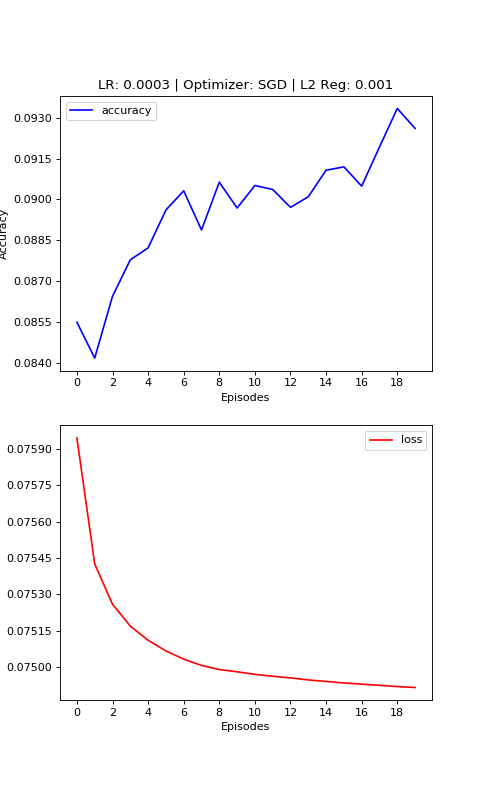 LR: 0.0003 | Optimizer: SGD | L2 Reg: 0.001
accuracy
Accuracy
0.0930
0.0915
0.0900
0.0885
0.0870
0.0855
0.0840
0 2 4 6 8 10 12 14 16 18
Episodes
loss
0.07590
0.07575
0.07560
0.07545
0.07530
0.07515
0.07500
0 2 4 6 8 10 12 14 16 18
Episodes